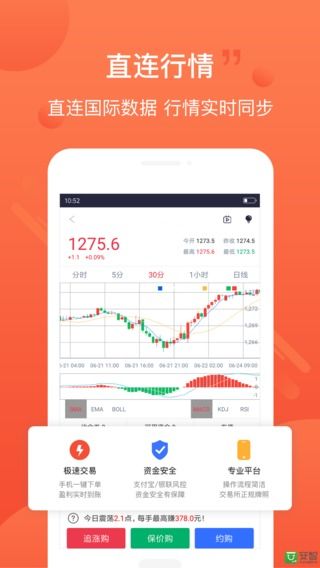 直连行情
直连国际数据 行情实时同步
10:52
1275.6
+1.1 +0.09%
今开 1273.5 昨收 1274.5
最高 1275.6 最低 1273.5
分时 5分 30分 1小时 日线
1,272
1,269
1,266
06-21 11:00 06-21 16:00 06-22 04:00 06-24 09:00
1
0
-1
SMA EMA BOLL MACD KDJ RSI
极速交易 资金安全 专业平台
手机一键下单 支付宝/银联风控 操作流程简洁
盈利实时到账 资金安全有保障 交易所正规牌照
今日震荡2.1点，每手最高赚378.0元！
追涨购 保价购 约购
安智